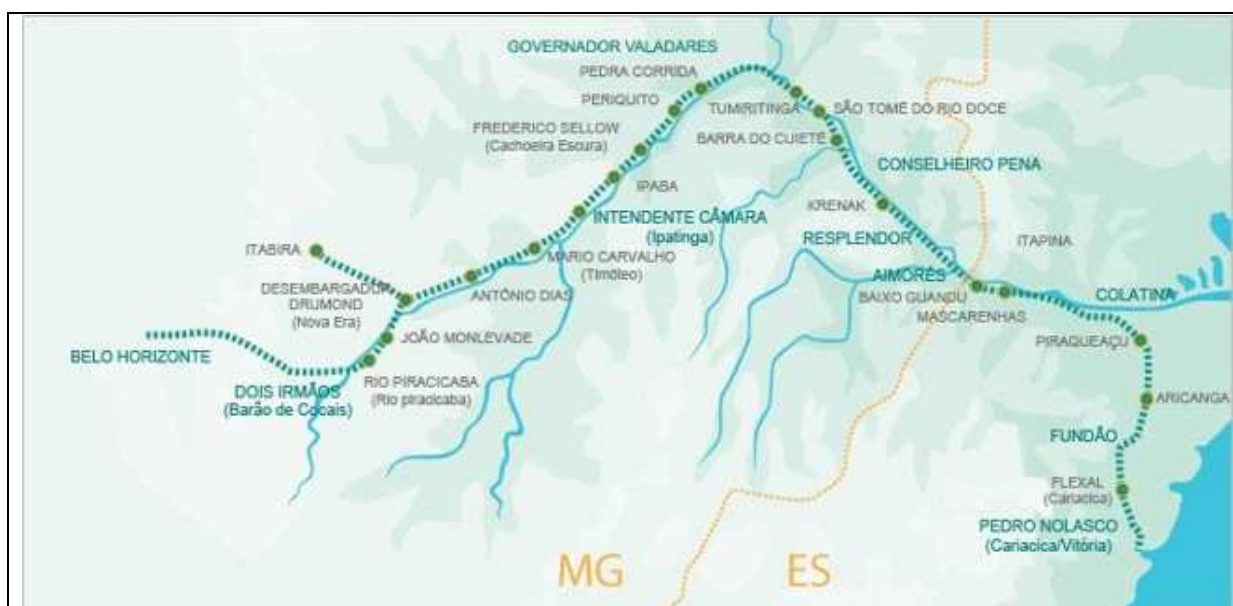 GOVERNADOR VALADARES
PEDRA CORRIDA
PERIQUITO
TUMIRITINGA
SÃO TOMÉ DO RIO DOCE
FREDERICO SELLOW
(Cachoeira Esoura)
BARRA DO CUIETÉ
CONSELHEIRO PENA
IPABA
KRENAK
INTENDENTE CÂMARA
(Ipatinga)
RESPLENDOR
ITAPINA
ITABIRA
MARIO CARVALHO
(Timóteo)
AIMORÉS
DESEMBARGADOR
DRUMOND
(Nova Era)
ANTÔNIO DIAS
BAIXO GUANDU
COLATINA
MASCARENHAS
JOÃO MONLEVADE
PIRAQUEAÇU
BELO HORIZONTE
RIO PIRACICABA
(Rio piracicaba)
DOIS IRMÃOS
(Barão de Cocais)
ARICANGA
FUNDÃO
FLEXAL
(Cariacica)
PEDRO NOLASCO
(Cariacica/Vitória)
MG
ES